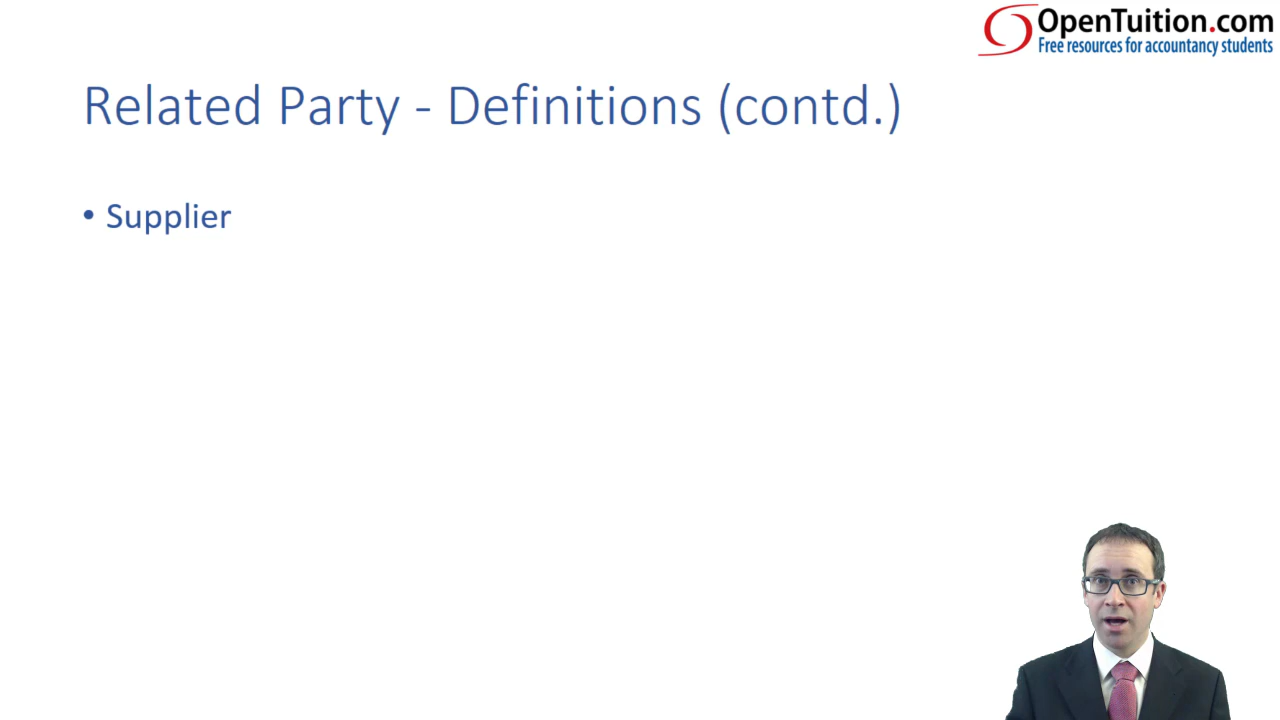 OpenTuition.com
Free resources for accountancy students
Related Party - Definitions (contd.)
• Supplier